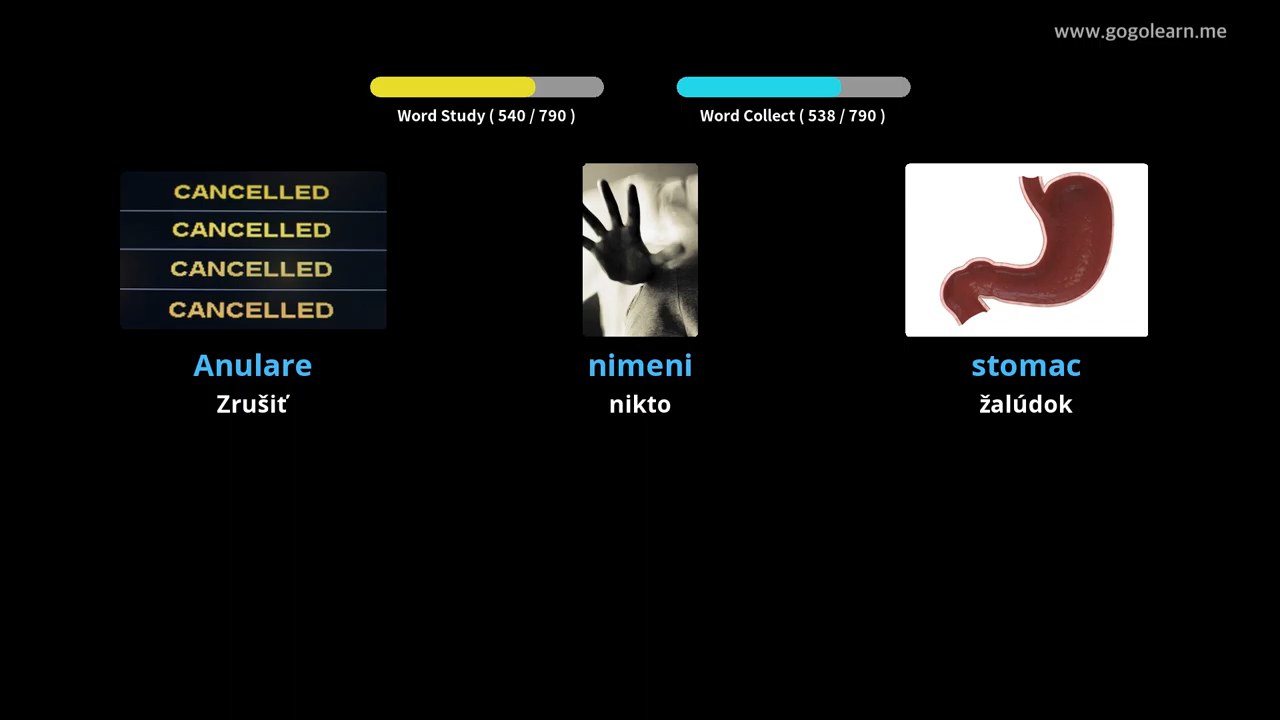 www.gogolearn.me
Word Study ( 540 / 790 )
Word Collect ( 538 / 790 )
CANCELLED
CANCELLED
CANCELLED
CANCELLED
Anulare
Zrušiť
nimeni
nikto
stomac
žalúdok